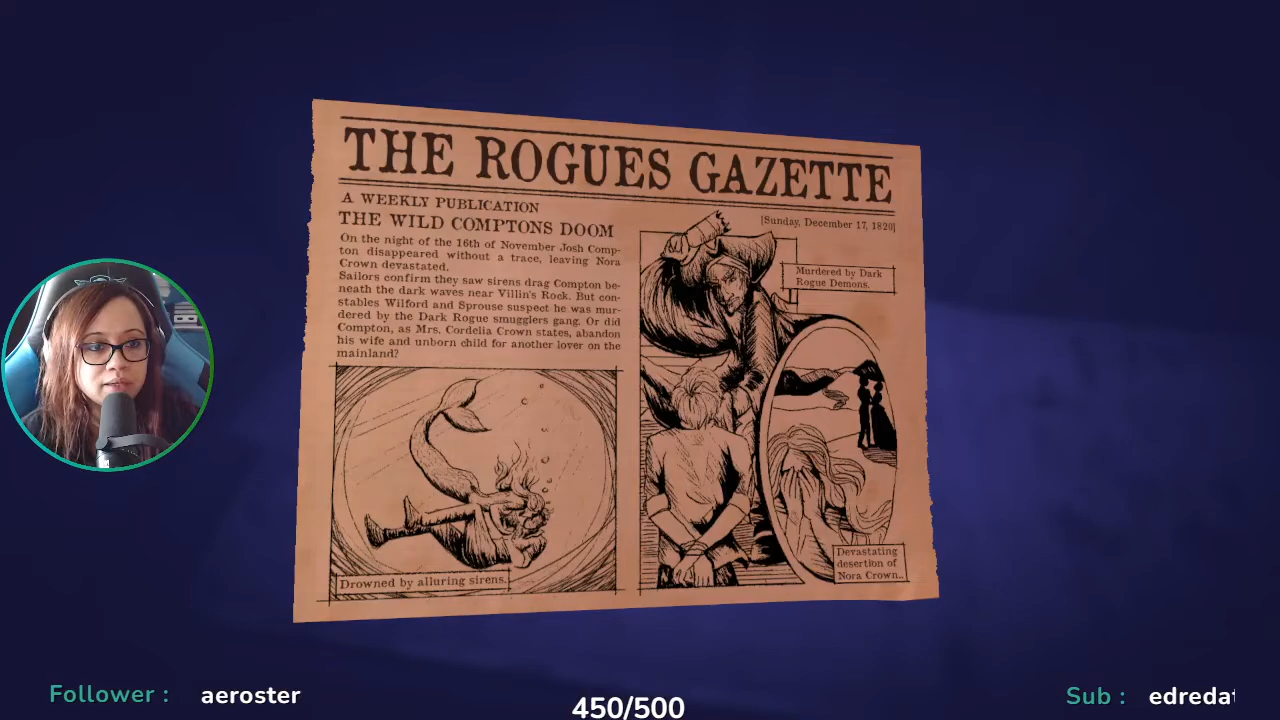 THE ROGUES GAZETTE
A WEEKLY PUBLICATION
THE WILD COMPTONS DOOM
[Sunday, December 17, 1820]
On the night of the 16th of November Josh Comp-
ton disappeared without a trace, leaving Nora
Crown devastated.
Sailors confirm they saw sirens drag Compton be-
neath the dark waves near Villin's Rock. But con-
stables Wilford and Sprouse suspect he was mur-
dered by the Dark Rogue smugglers gang. Or did
Compton, as Mrs. Cordelia Crown states, abandon
his wife and unborn child for another lover on the
mainland?
Murdered by Dark
Rogue Demons.
Drowned by alluring sirens.
Devastating
desertion of
Nora Crown..
Follower :
aeroster
450/500
Sub :
edredat